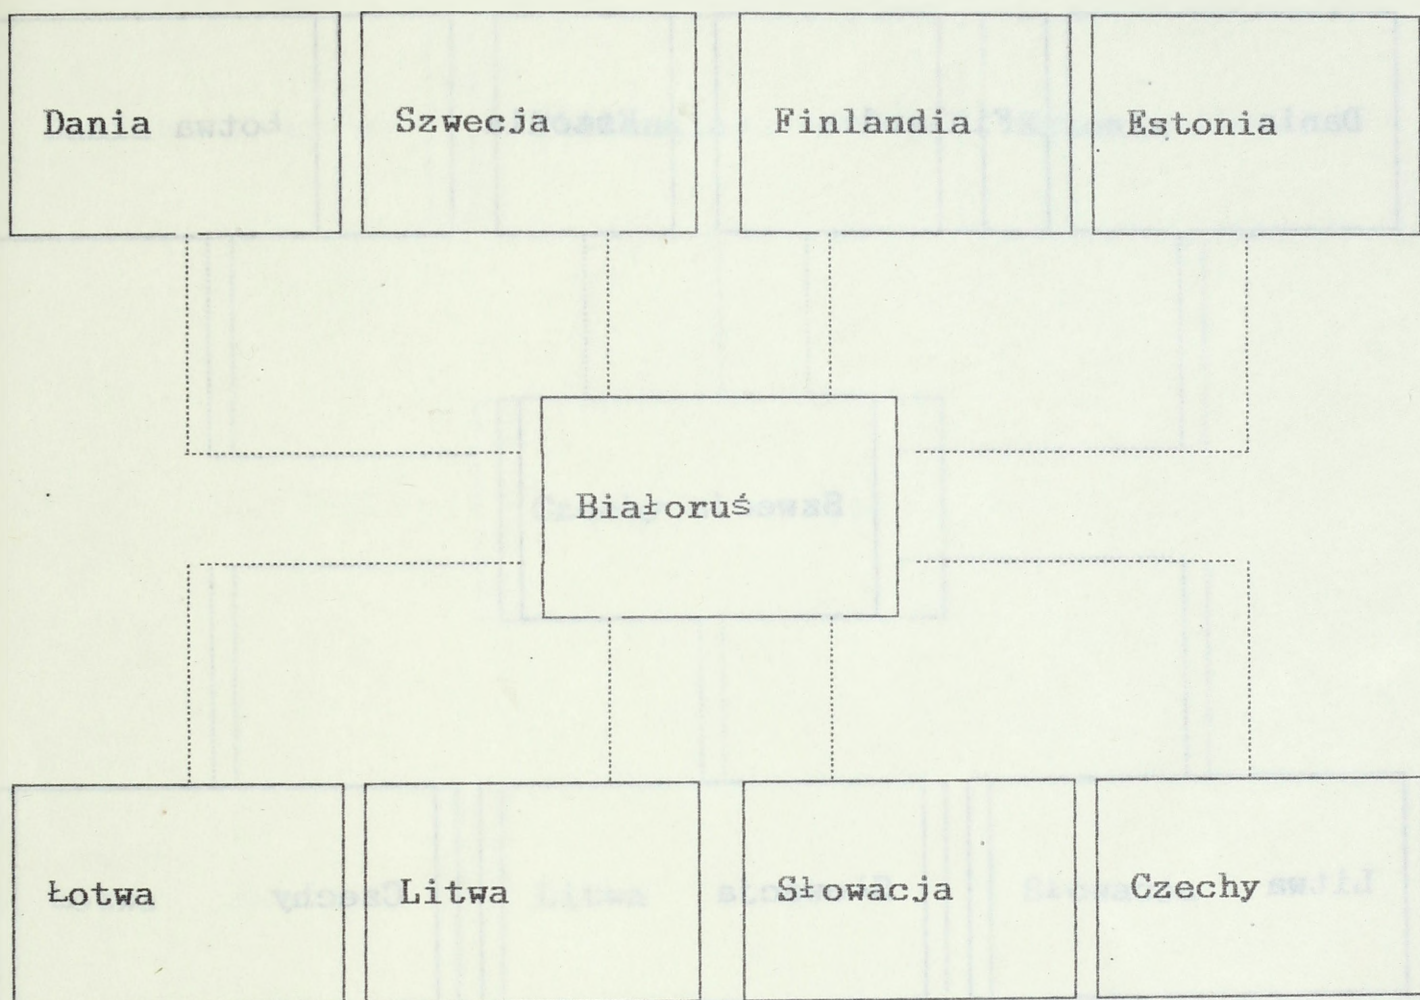 Dania
Szwecja
Finlandia
Estonia
Białoruś
Łotwa
Litwa
Słowacja
Czechy